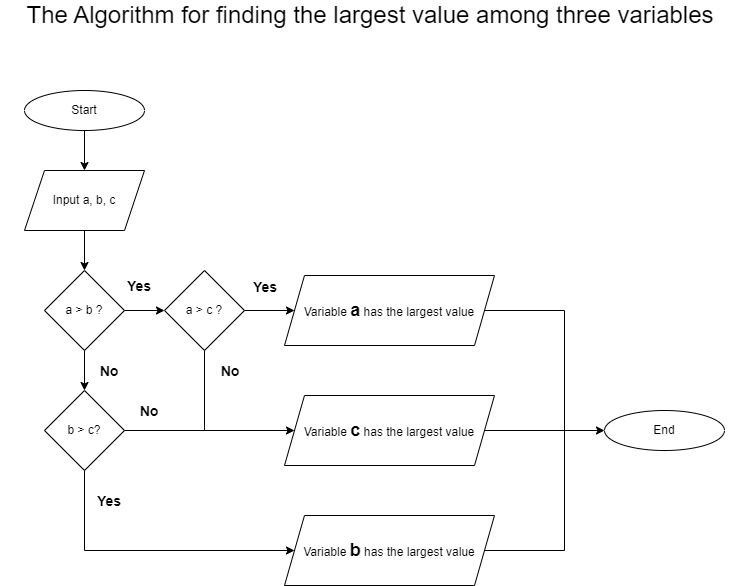 The Algorithm for finding the largest value among three variables
Start
Input a, b, c
a > b ?
Yes
a > c ?
Yes
Variable a has the largest value
No
No
b > c?
No
Variable c has the largest value
End
Yes
Variable b has the largest value